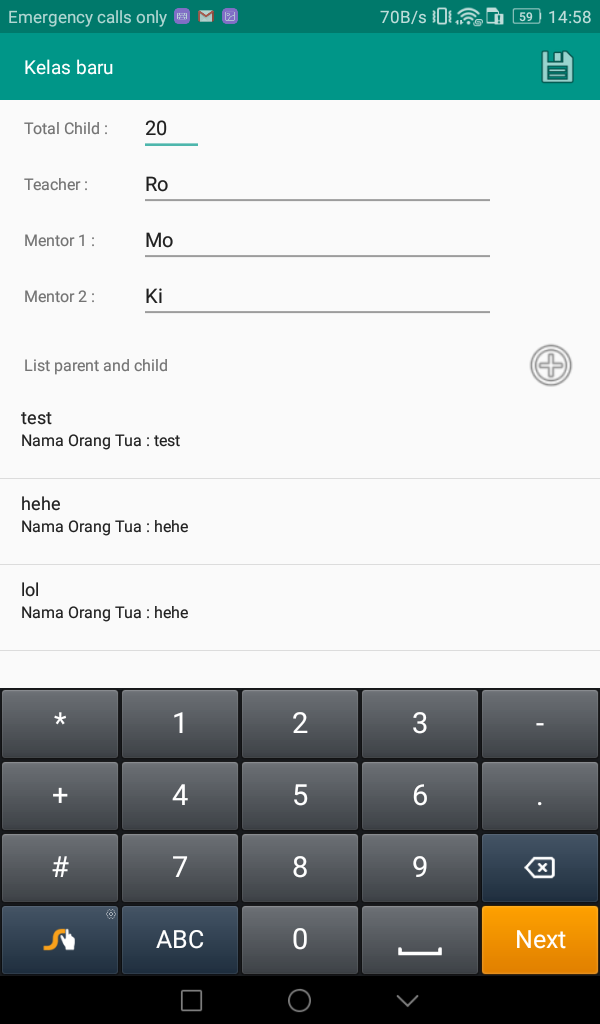 Emergency calls only 70B/s 59 14:58
Kelas baru
Total Child : 20
Teacher : Ro
Mentor 1 : Mo
Mentor 2 : Ki
List parent and child
test
Nama Orang Tua : test
hehe
Nama Orang Tua : hehe
lol
Nama Orang Tua : hehe
* 1 2 3 -
+ 4 5 6 .
# 7 8 9
ABC 0 Next